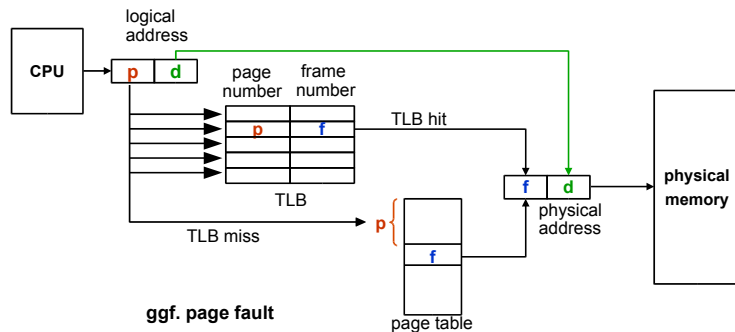 logical
address
CPU
p d
page
number
frame
number
p f
TLB hit
TLB
f d
physical
address
physical
memory
p
TLB miss
f
ggf. page fault
page table